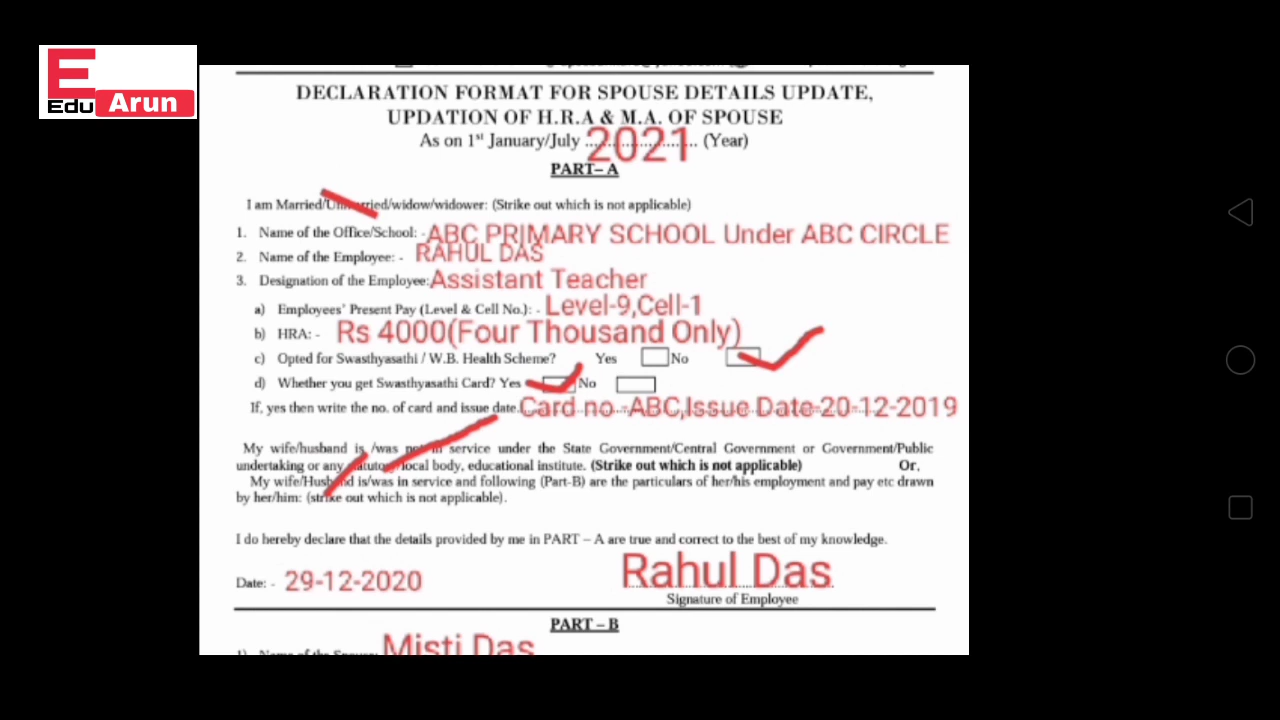 E
Edu Arun
DECLARATION FORMAT FOR SPOUSE DETAILS UPDATE,
UPDATION OF H.R.A & M.A. OF SPOUSE
As on 1st January/July ....2021.... (Year)
PART– A
I am Married/Unmarried/widow/widower: (Strike out which is not applicable)
1. Name of the Office/School: - ABC PRIMARY SCHOOL Under ABC CIRCLE
2. Name of the Employee: - RAHUL DAS
3. Designation of the Employee: Assistant Teacher
a) Employees' Present Pay (Level & Cell No.): - Level-9,Cell-1
b) HRA: - Rs 4000(Four Thousand Only)
c) Opted for Swasthyasathi / W.B. Health Scheme? Yes No
d) Whether you get Swasthyasathi Card? Yes No
If, yes then write the no. of card and issue date. Card no.-ABC,Issue Date-20-12-2019
My wife/husband is /was not in service under the State Government/Central Government or Government/Public
undertaking or any statutory local body, educational institute. (Strike out which is not applicable) Or,
My wife/Husband is/was in service and following (Part-B) are the particulars of her/his employment and pay etc drawn
by her/him: (strike out which is not applicable).
I do hereby declare that the details provided by me in PART – A are true and correct to the best of my knowledge.
Date: - 29-12-2020 Rahul Das
Signature of Employee
PART – B
1) Name of the Spouse: Misti Das